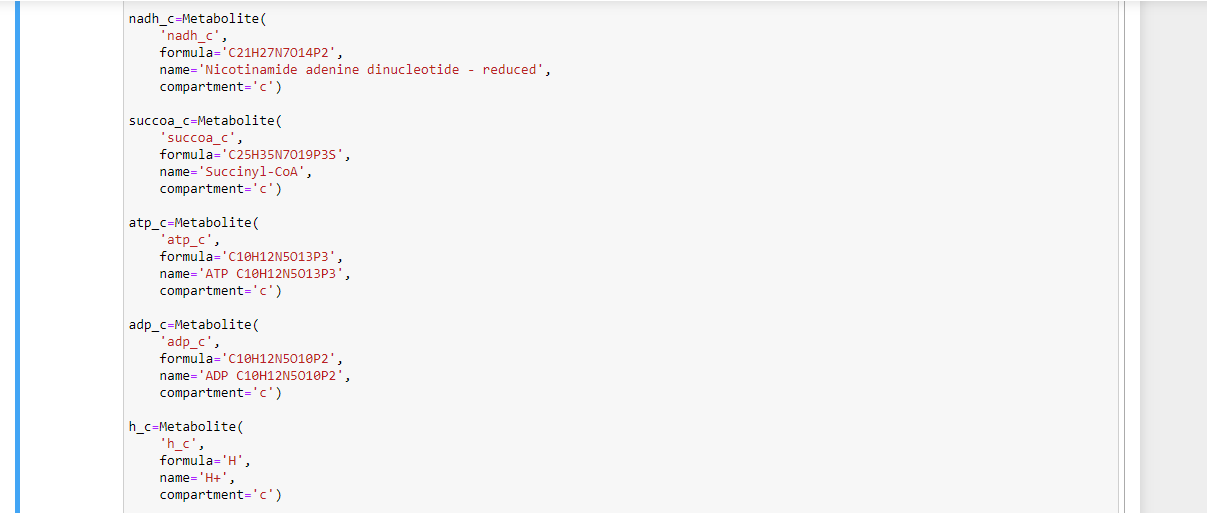 nadh_c=Metabolite(
    'nadh_c',
    formula='C21H27N7O14P2',
    name='Nicotinamide adenine dinucleotide - reduced',
    compartment='c')
succoa_c=Metabolite(
    'succoa_c',
    formula='C25H35N7O19P3S',
    name='Succinyl-CoA',
    compartment='c')
atp_c=Metabolite(
    'atp_c',
    formula='C10H12N5O13P3',
    name='ATP C10H12N5O13P3',
    compartment='c')
adp_c=Metabolite(
    'adp_c',
    formula='C10H12N5O10P2',
    name='ADP C10H12N5O10P2',
    compartment='c')
h_c=Metabolite(
    'h_c',
    formula='H',
    name='H+',
    compartment='c')